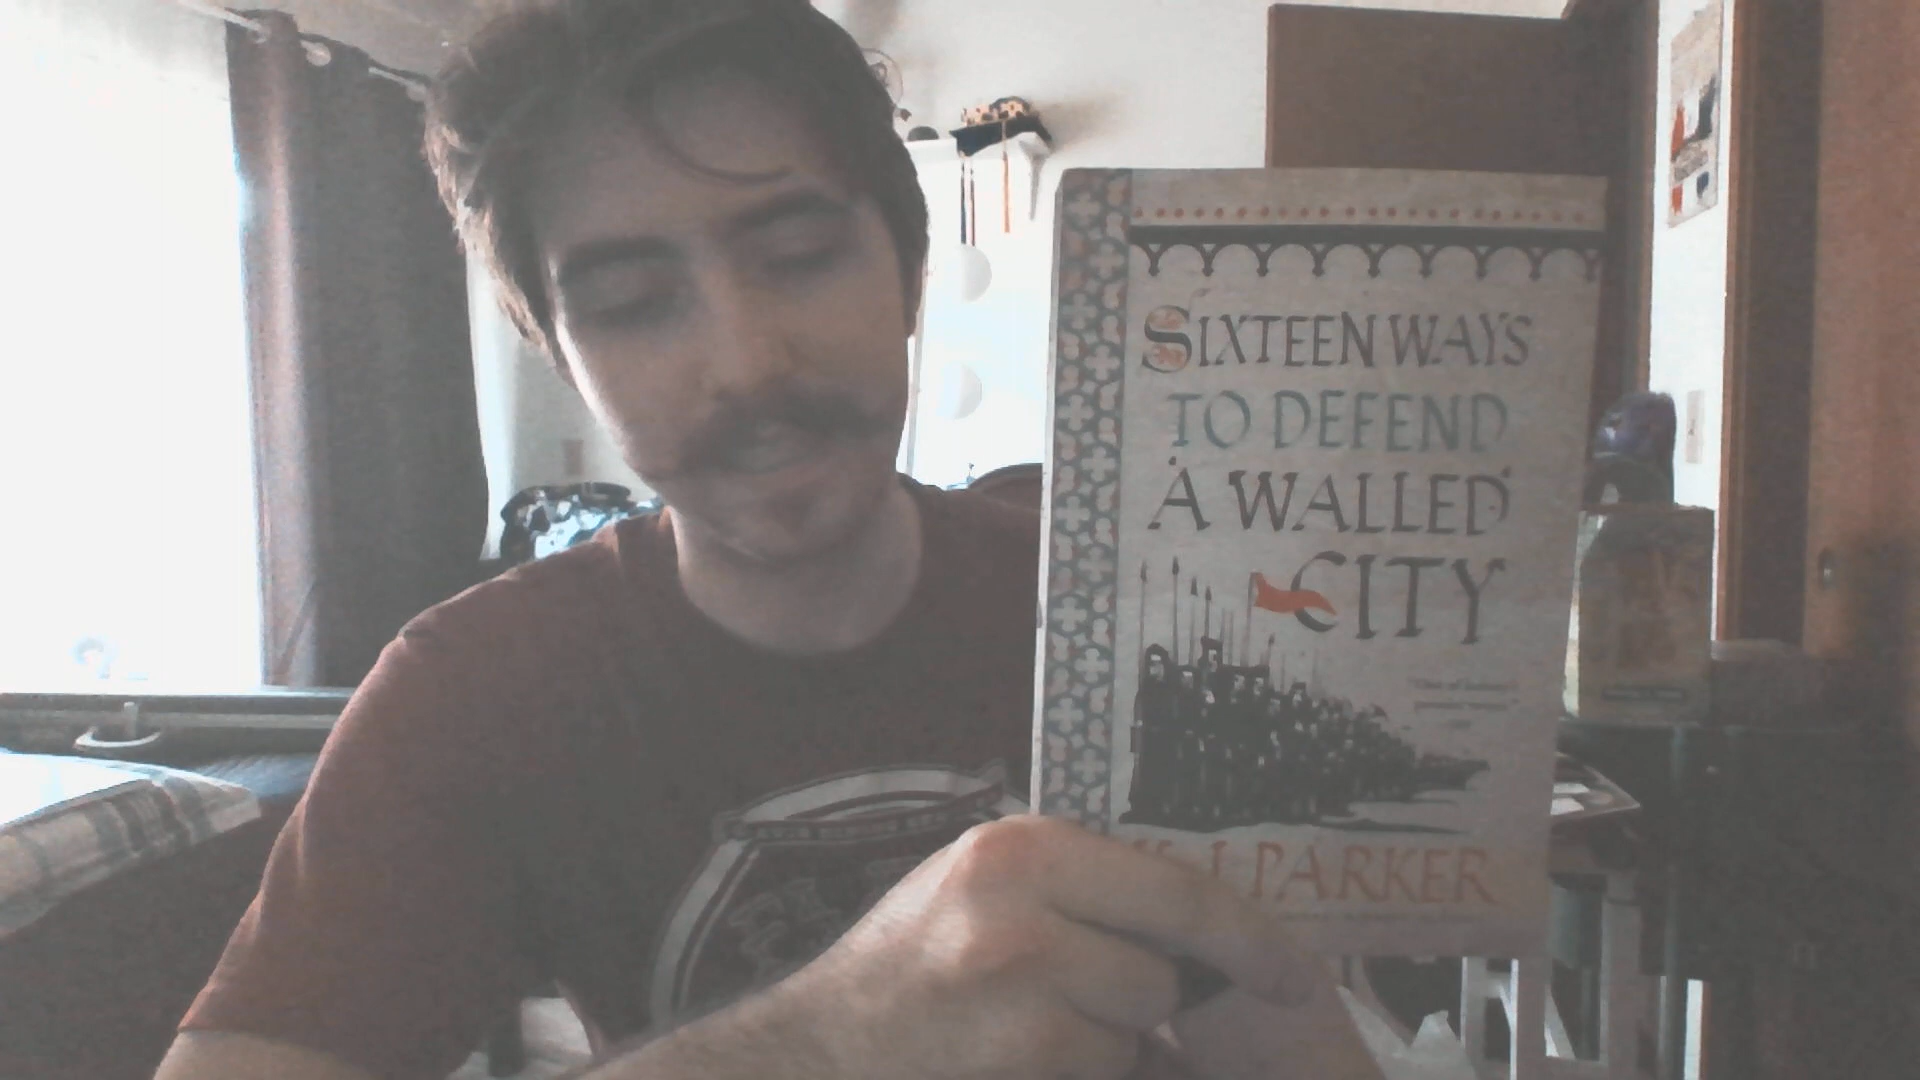 SIXTEEN WAYS
TO DEFEND
A WALLED
CITY
J PARKER